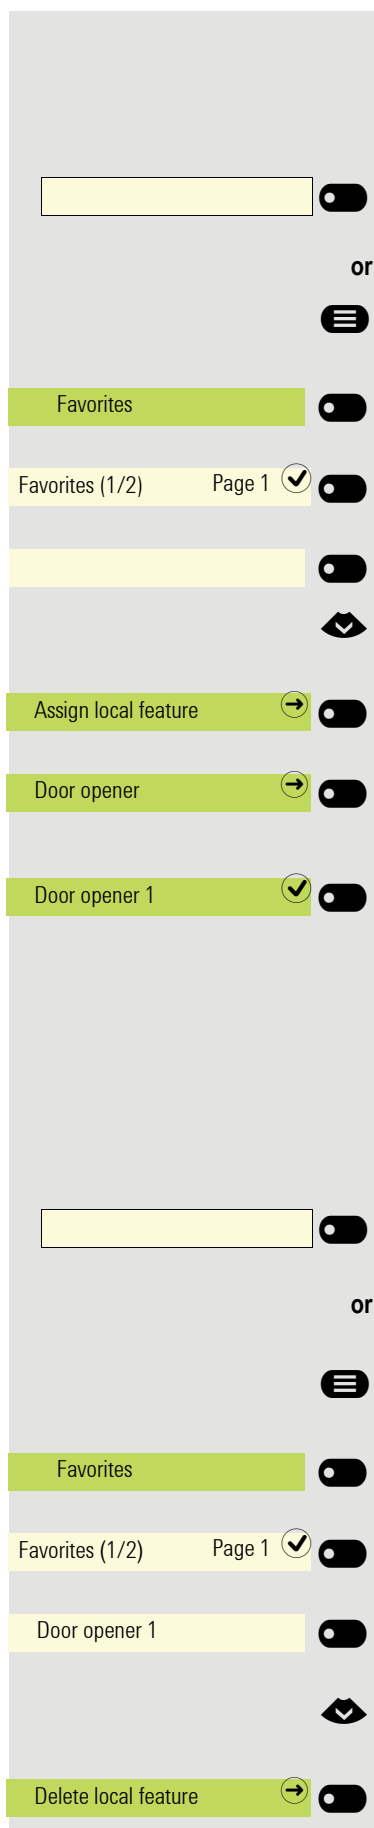 or
Favorites
Favorites (1/2) Page 1
Assign local feature
Door opener
Door opener 1
or
Favorites
Favorites (1/2) Page 1
Door opener 1
Delete local feature